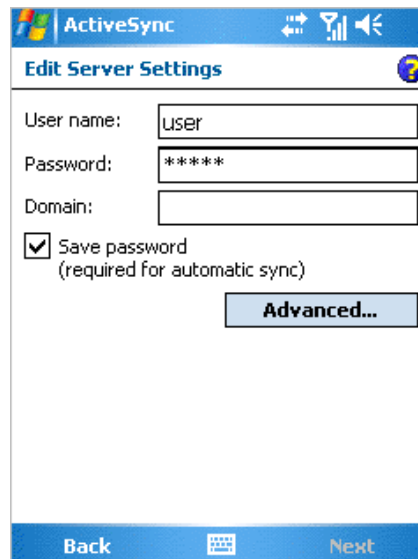 ActiveSync
Edit Server Settings
?
User name: user
Password: *****
Domain:
Save password
(required for automatic sync)
Advanced...
Back Next